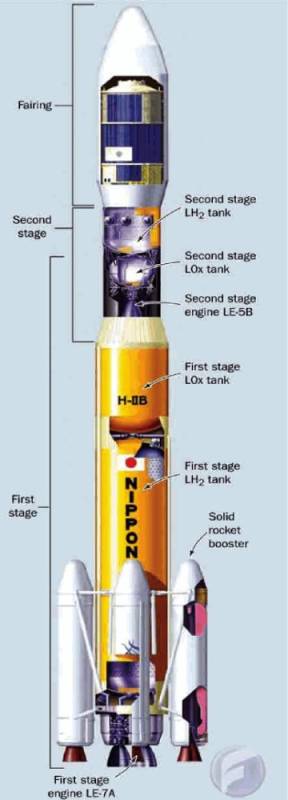 Fairing
Second stage
LH2 tank
Second
stage
Second stage
LOx tank
Second stage
engine LE-5B
First stage
LOx tank
H-IIB
First stage
LH2 tank
NIPPON
First
stage
Solid
rocket
booster
First stage
engine LE-7A